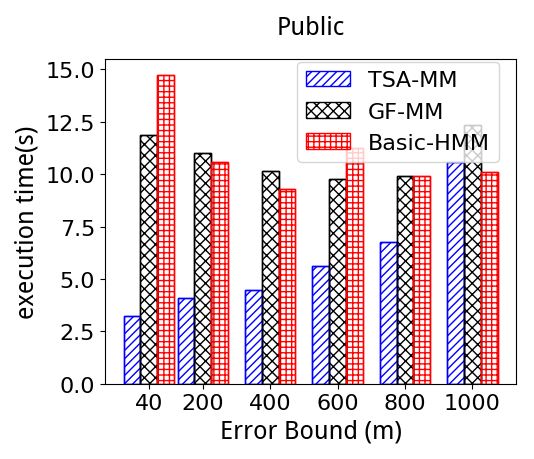 Public
execution time(s)
15.0
12.5
10.0
7.5
5.0
2.5
0.0
TSA-MM
GF-MM
Basic-HMM
40 200 400 600 800 1000
Error Bound (m)